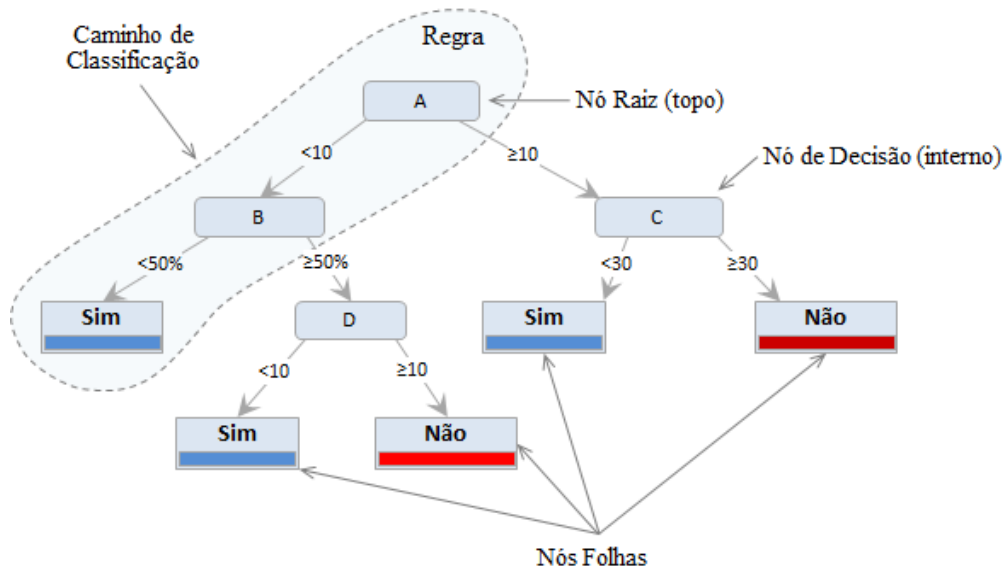 Caminho de
Classificação
Regra
A
Nó Raiz (topo)
<10
≥10
Nó de Decisão (interno)
B
C
<50%
≥50%
<30
≥30
Sim
D
Sim
Não
<10
≥10
Sim
Não
Nós Folhas